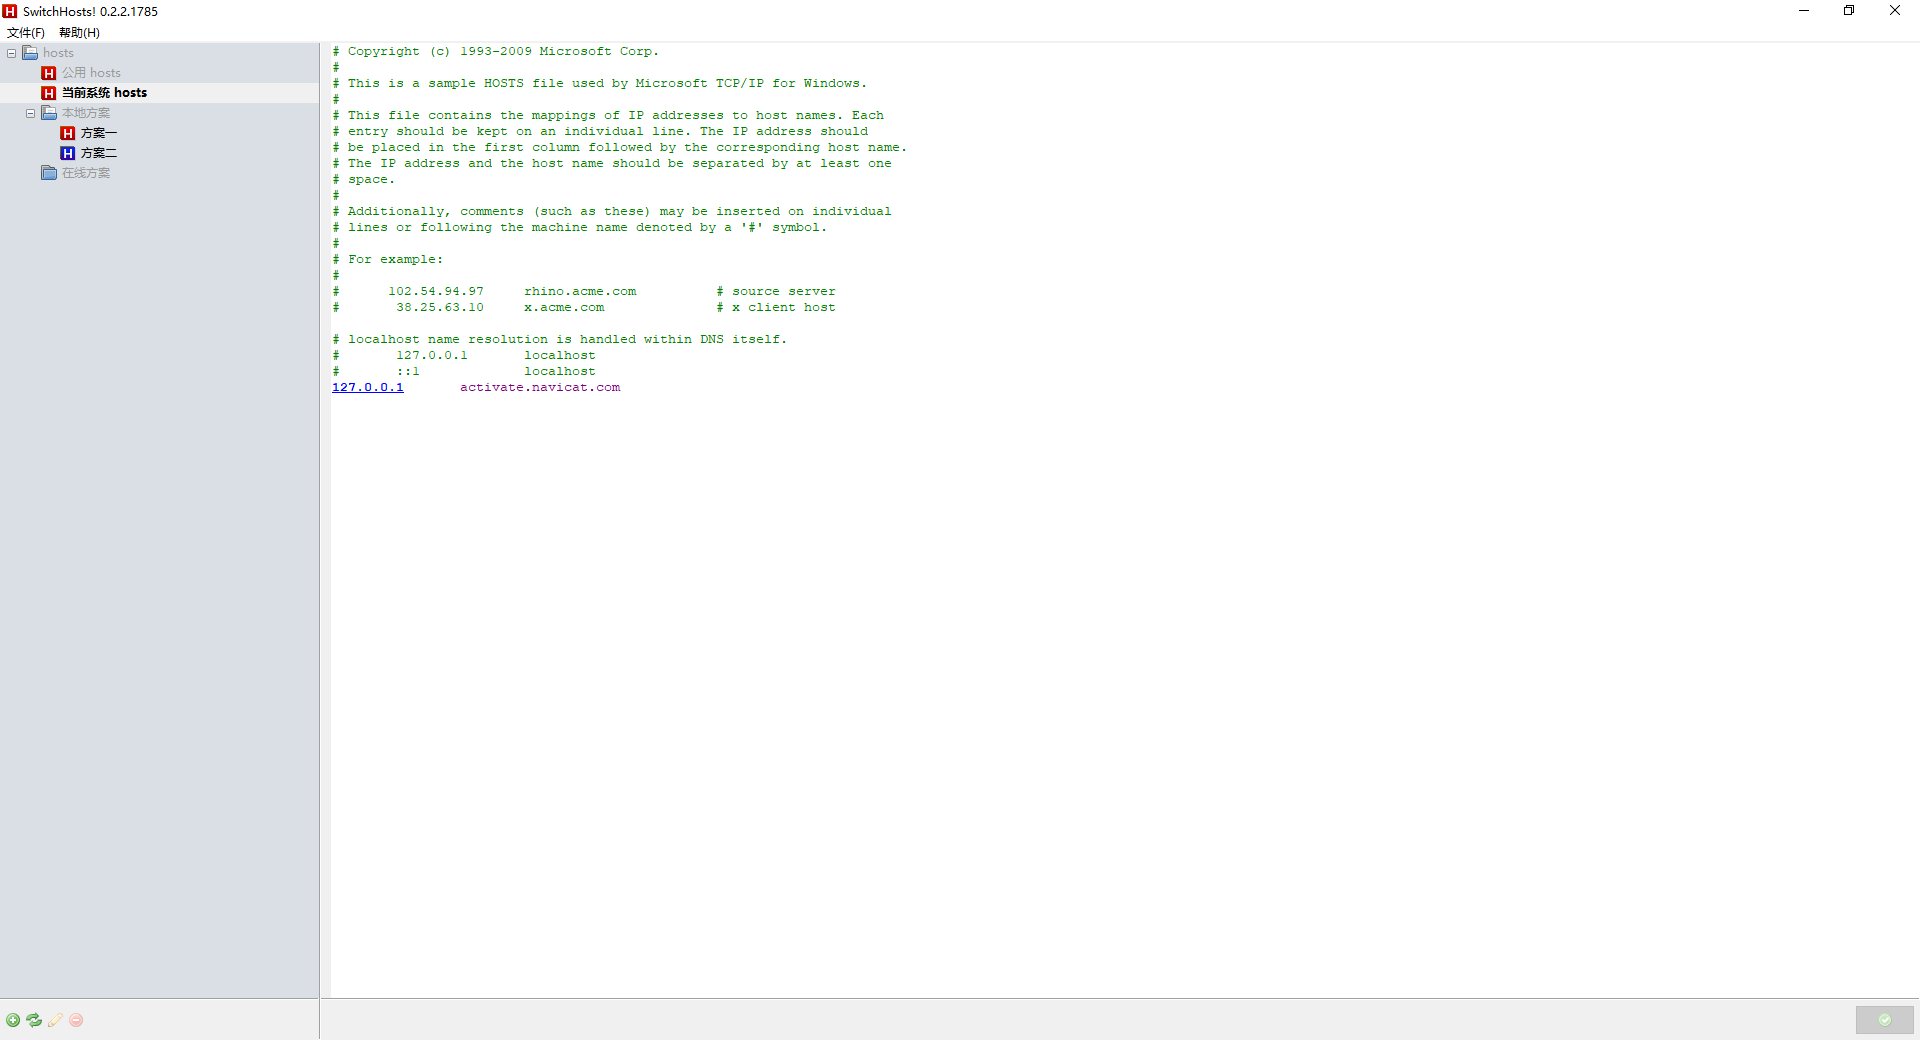 SwitchHosts! 0.2.2.1785
文件(F) 帮助(H)
hosts
公用 hosts
当前系统 hosts
本地方案
方案一
方案二
在线方案
# Copyright (c) 1993-2009 Microsoft Corp.
#
# This is a sample HOSTS file used by Microsoft TCP/IP for Windows.
#
# This file contains the mappings of IP addresses to host names. Each
# entry should be kept on an individual line. The IP address should
# be placed in the first column followed by the corresponding host name.
# The IP address and the host name should be separated by at least one
# space.
#
# Additionally, comments (such as these) may be inserted on individual
# lines or following the machine name denoted by a '#' symbol.
#
# For example:
#
#      102.54.94.97     rhino.acme.com          # source server
#       38.25.63.10     x.acme.com              # x client host
# localhost name resolution is handled within DNS itself.
#       127.0.0.1       localhost
#       ::1             localhost
127.0.0.1       activate.navicat.com